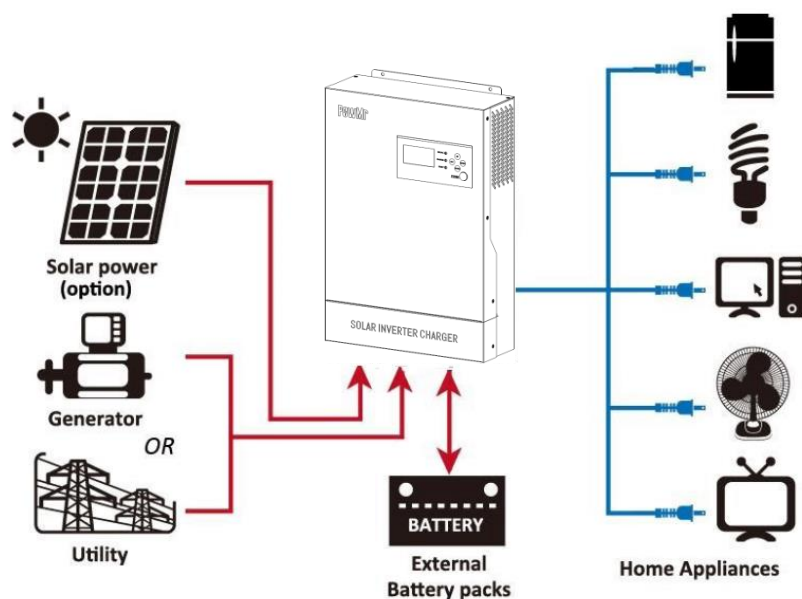 PowMr
SOLAR INVERTER CHARGER
Solar power
(option)
Generator
OR
Utility
BATTERY
External
Battery packs
Home Appliances